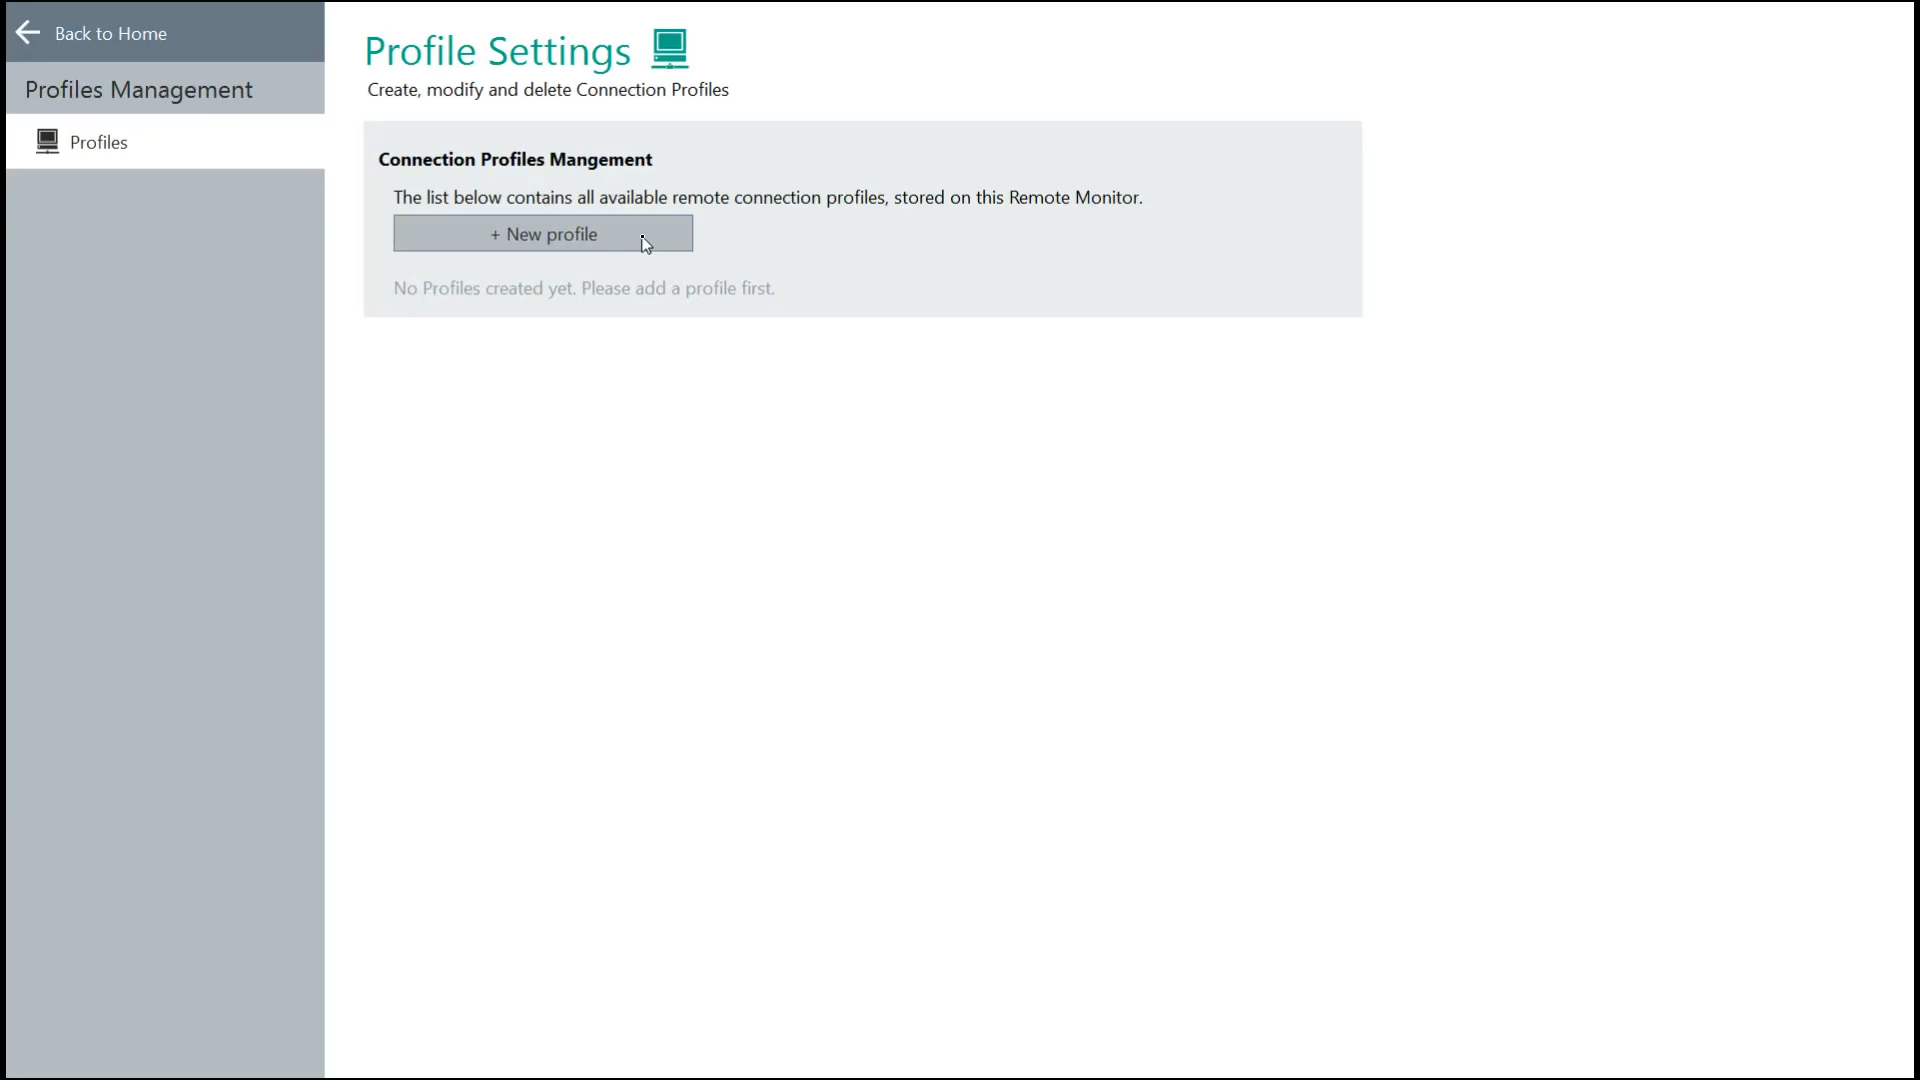 Back to Home
Profiles Management
Profiles
Profile Settings
Create, modify and delete Connection Profiles
Connection Profiles Mangement
The list below contains all available remote connection profiles, stored on this Remote Monitor.
+ New profile
No Profiles created yet. Please add a profile first.